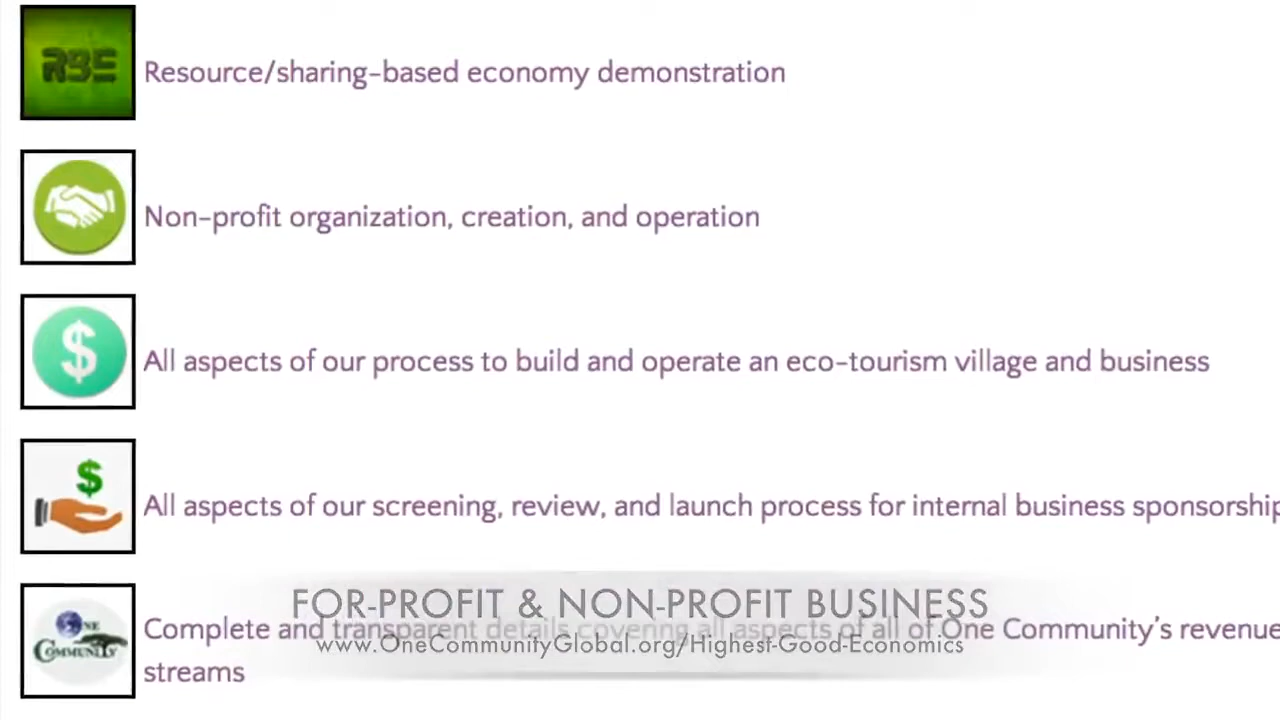 RBE
Resource/sharing-based economy demonstration
Non-profit organization, creation, and operation
$
All aspects of our process to build and operate an eco-tourism village and business
$
All aspects of our screening, review, and launch process for internal business sponsorship
FOR-PROFIT & NON-PROFIT BUSINESS
One Community
Complete and transparent details covering all aspects of all of One Community's revenue
www.OneCommunityGlobal.org/Highest-Good-Economics
streams